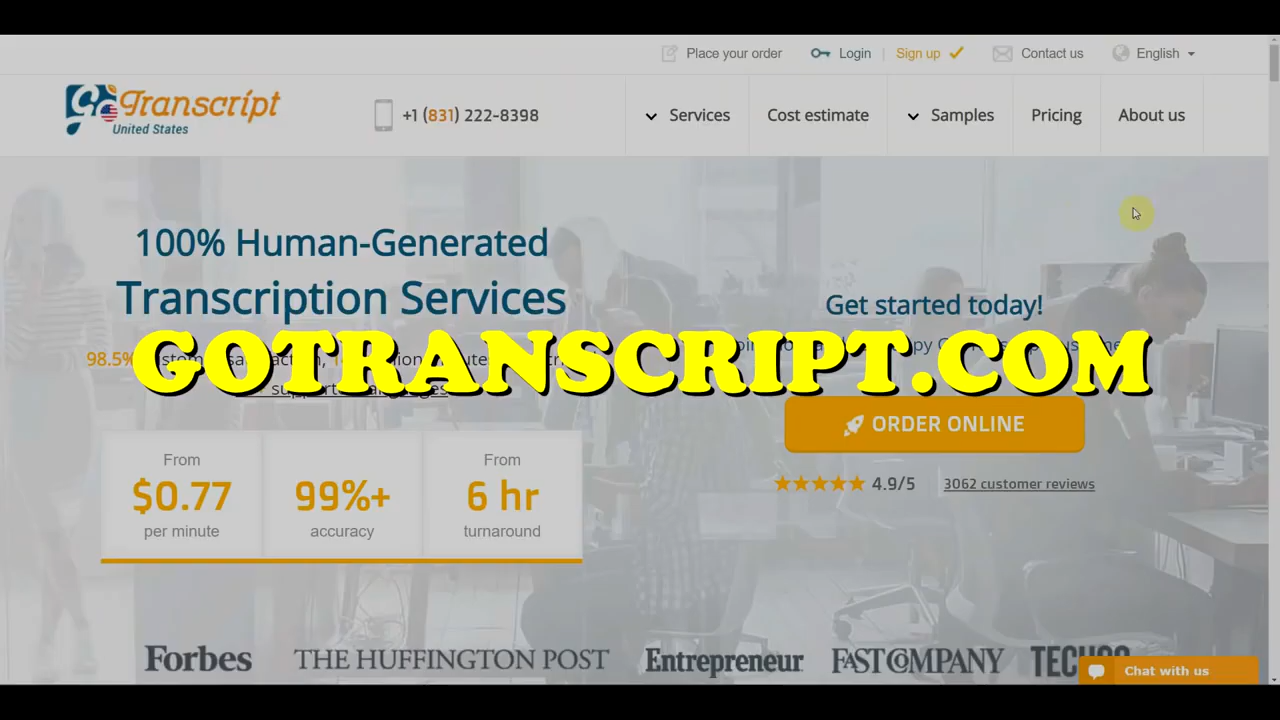 Place your order
Login
Sign up
Contact us
English
GoTranscript
United States
+1 (831) 222-8398
Services
Cost estimate
Samples
Pricing
About us
100% Human-Generated
Transcription Services
Get started today!
98.5%
GOTRANSCRIPT.COM
ORDER ONLINE
4.9/5 3062 customer reviews
From
$0.77
per minute
99%+
accuracy
From
6 hr
turnaround
Forbes
THE HUFFINGTON POST
Entrepreneur
FAST COMPANY
Chat with us